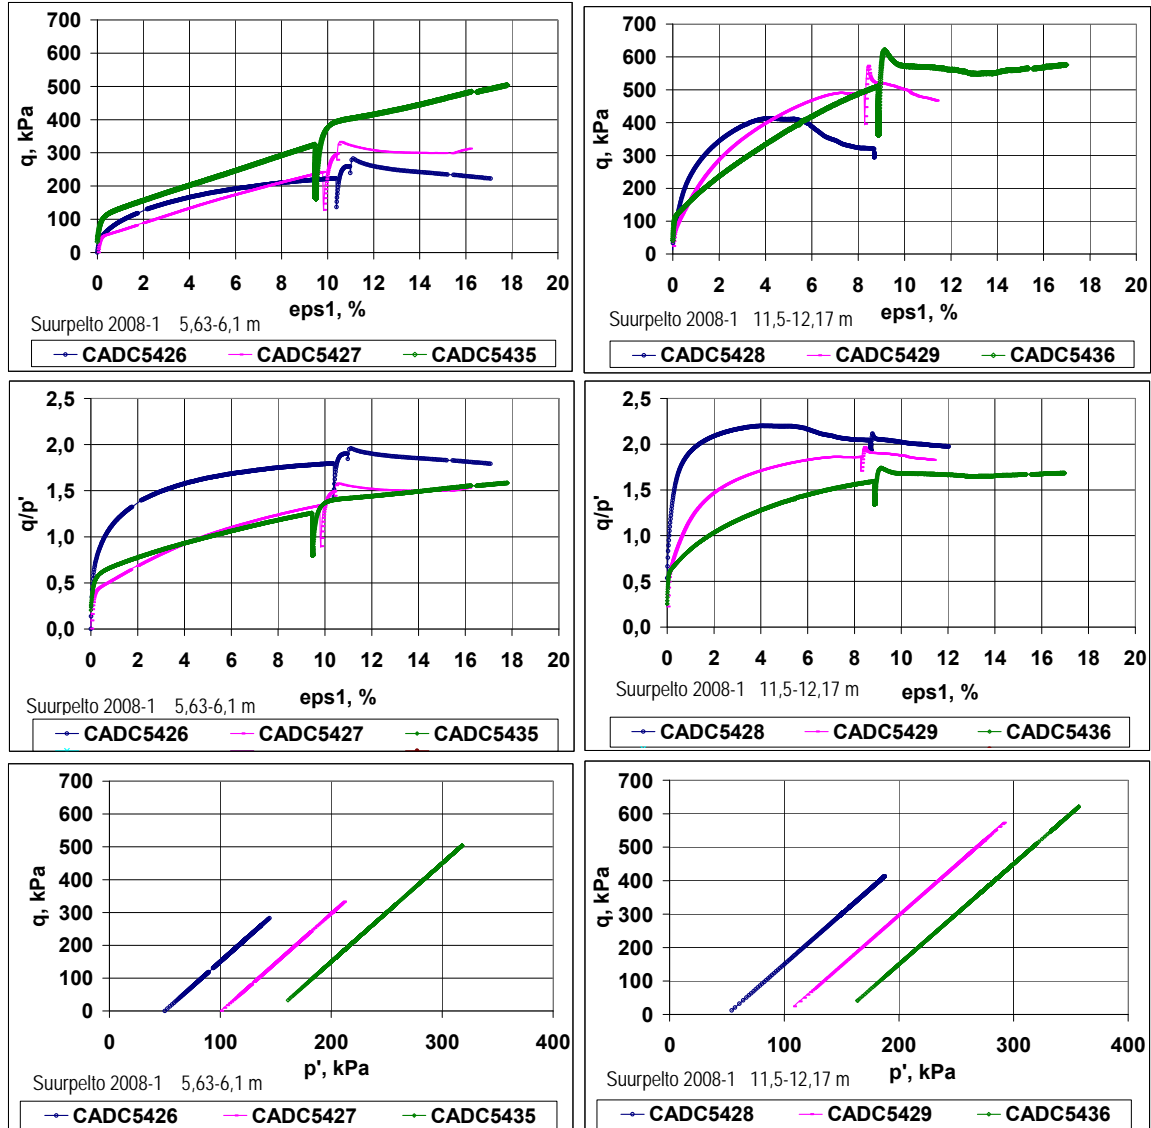 700
600
500
400
300
200
100
0
q, kPa
0 2 4 6 8 10 12 14 16 18 20
eps1, %
Suurpelto 2008-1 5,63-6,1 m
CADC5426 CADC5427 CADC5435
700
600
500
400
300
200
100
0
q, kPa
0 2 4 6 8 10 12 14 16 18 20
eps1, %
Suurpelto 2008-1 11,5-12,17 m
CADC5428 CADC5429 CADC5436
2,5
2,0
1,5
1,0
0,5
0,0
q/p'
0 2 4 6 8 10 12 14 16 18 20
eps1, %
Suurpelto 2008-1 5,63-6,1 m
CADC5426 CADC5427 CADC5435
2,5
2,0
1,5
1,0
0,5
0,0
q/p'
0 2 4 6 8 10 12 14 16 18 20
eps1, %
Suurpelto 2008-1 11,5-12,17 m
CADC5428 CADC5429 CADC5436
700
600
500
400
300
200
100
0
q, kPa
0 100 200 300 400
p', kPa
Suurpelto 2008-1 5,63-6,1 m
CADC5426 CADC5427 CADC5435
700
600
500
400
300
200
100
0
q, kPa
0 100 200 300 400
p', kPa
Suurpelto 2008-1 11,5-12,17 m
CADC5428 CADC5429 CADC5436